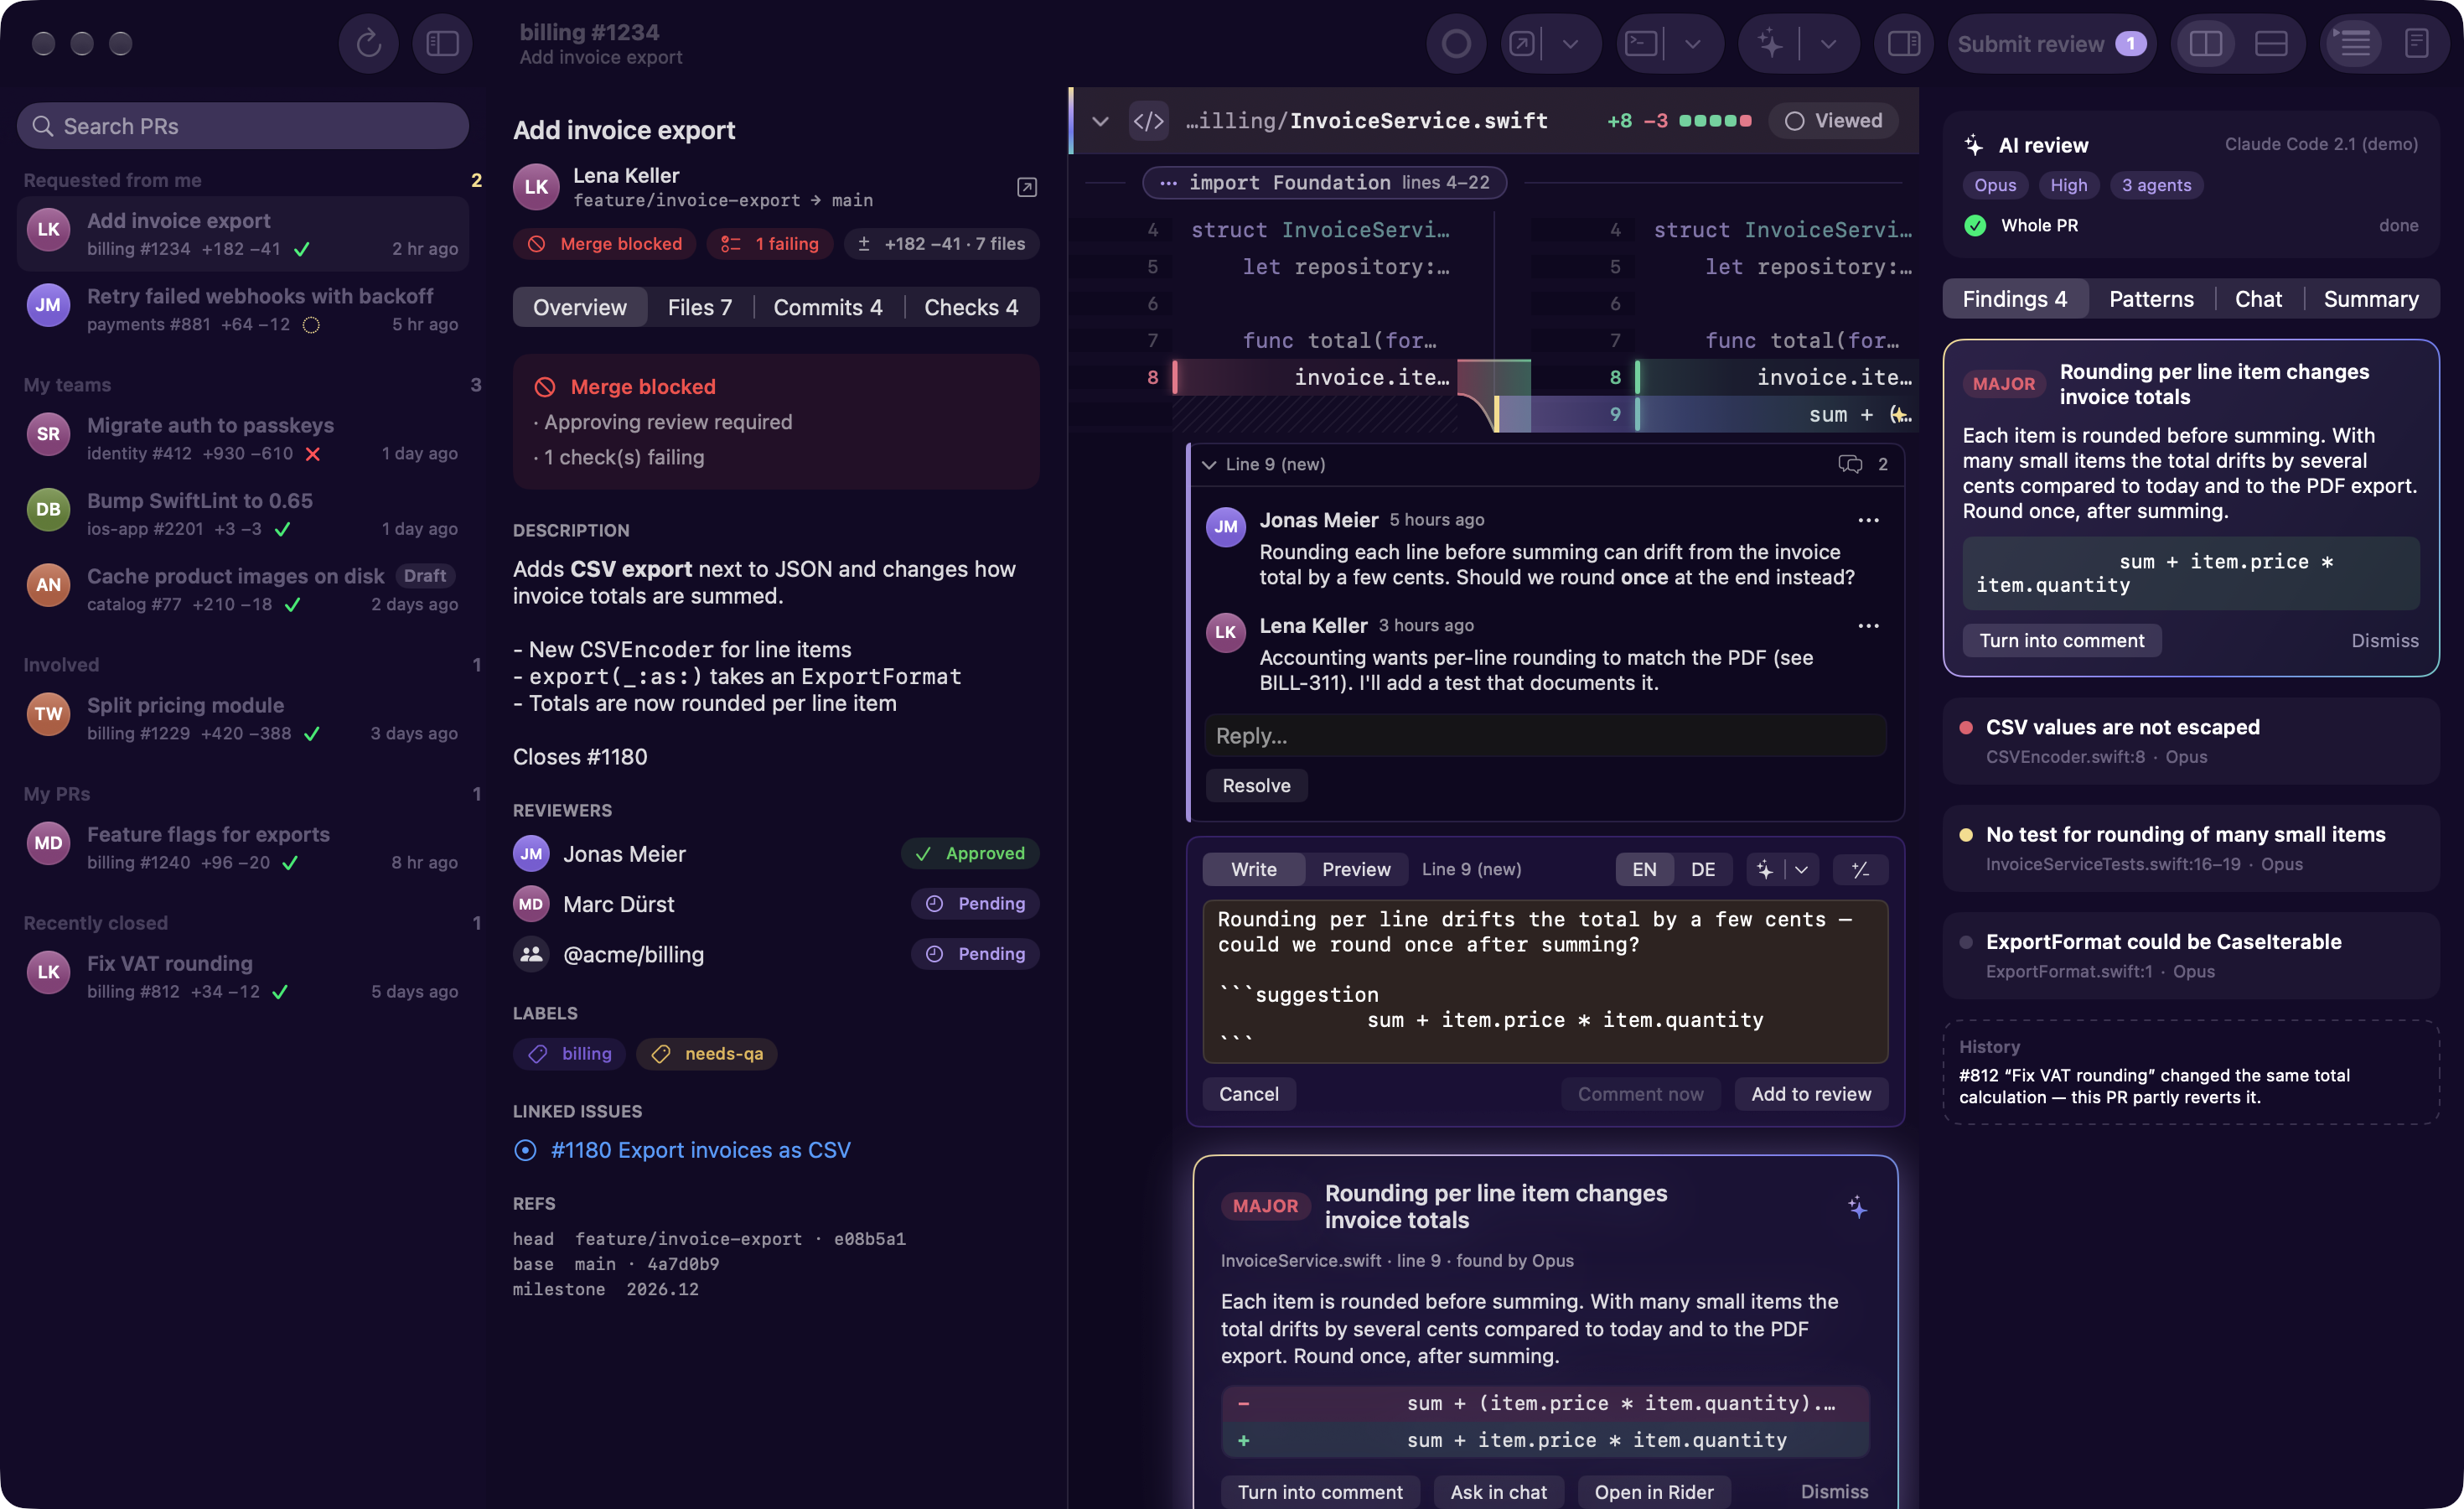 billing #1234
Add invoice export
Submit review 1
Search PRs
Requested from me 2
LK Add invoice export
billing #1234 +182 −41 2 hr ago
JM Retry failed webhooks with backoff
payments #881 +64 −12 5 hr ago
My teams 3
SR Migrate auth to passkeys
identity #412 +930 −610 1 day ago
DB Bump SwiftLint to 0.65
ios-app #2201 +3 −3 1 day ago
AN Cache product images on disk Draft
catalog #77 +210 −18 2 days ago
Involved 1
TW Split pricing module
billing #1229 +420 −388 3 days ago
My PRs 1
MD Feature flags for exports
billing #1240 +96 −20 8 hr ago
Recently closed 1
LK Fix VAT rounding
billing #812 +34 −12 5 days ago
Add invoice export
LK Lena Keller
feature/invoice-export → main
Merge blocked 1 failing ± +182 −41 · 7 files
Overview Files 7 Commits 4 Checks 4
Merge blocked
· Approving review required
· 1 check(s) failing
DESCRIPTION
Adds CSV export next to JSON and changes how
invoice totals are summed.
- New CSVEncoder for line items
- export(_:as:) takes an ExportFormat
- Totals are now rounded per line item
Closes #1180
REVIEWERS
JM Jonas Meier Approved
MD Marc Dürst Pending
@acme/billing Pending
LABELS
billing needs-qa
LINKED ISSUES
#1180 Export invoices as CSV
REFS
head feature/invoice-export · e08b5a1
base main · 4a7d0b9
milestone 2026.12
</> …illing/InvoiceService.swift +8 −3 Viewed
··· import Foundation lines 4–22
4 struct InvoiceServi… 4 struct InvoiceServi…
5 let repository:… 5 let repository:…
6 6
7 func total(for… 7 func total(for…
8 invoice.ite… 8 invoice.ite…
9 sum + (…
Line 9 (new) 2
JM Jonas Meier 5 hours ago ···
Rounding each line before summing can drift from the invoice
total by a few cents. Should we round once at the end instead?
LK Lena Keller 3 hours ago ···
Accounting wants per-line rounding to match the PDF (see
BILL-311). I'll add a test that documents it.
Reply...
Resolve
Write Preview Line 9 (new) EN DE
Rounding per line drifts the total by a few cents —
could we round once after summing?
```suggestion
sum + item.price * item.quantity
```
Cancel Comment now Add to review
MAJOR Rounding per line item changes
invoice totals
InvoiceService.swift · line 9 · found by Opus
Each item is rounded before summing. With many small items the
total drifts by several cents compared to today and to the PDF
export. Round once, after summing.
− sum + (item.price * item.quantity).…
+ sum + item.price * item.quantity
Turn into comment Ask in chat Open in Rider Dismiss
AI review Claude Code 2.1 (demo)
Opus High 3 agents
Whole PR done
Findings 4 Patterns Chat Summary
MAJOR Rounding per line item changes
invoice totals
Each item is rounded before summing. With
many small items the total drifts by several
cents compared to today and to the PDF export.
Round once, after summing.
sum + item.price *
item.quantity
Turn into comment Dismiss
CSV values are not escaped
CSVEncoder.swift:8 · Opus
No test for rounding of many small items
InvoiceServiceTests.swift:16–19 · Opus
ExportFormat could be CaseIterable
ExportFormat.swift:1 · Opus
History
#812 “Fix VAT rounding” changed the same total
calculation — this PR partly reverts it.